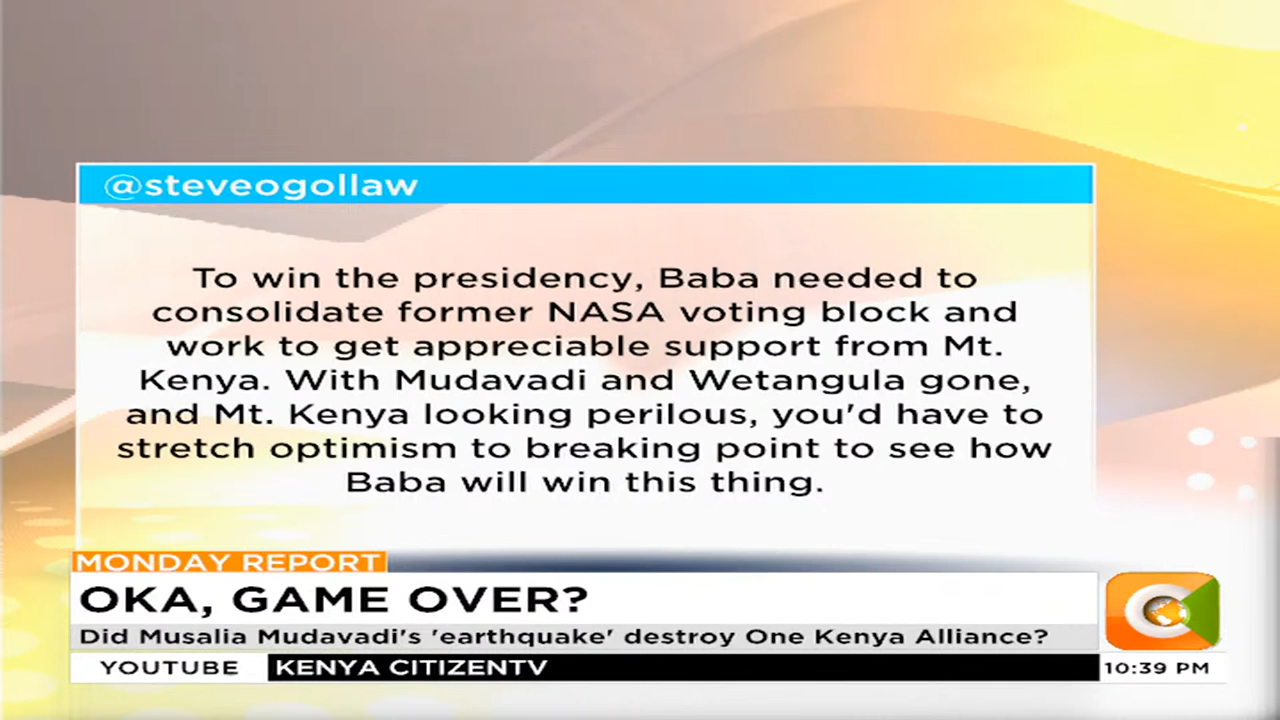 @steveogollaw
To win the presidency, Baba needed to
consolidate former NASA voting block and
work to get appreciable support from Mt.
Kenya. With Mudavadi and Wetangula gone,
and Mt. Kenya looking perilous, you'd have to
stretch optimism to breaking point to see how
Baba will win this thing.
MONDAY REPORT
OKA, GAME OVER?
Did Musalia Mudavadi's 'earthquake' destroy One Kenya Alliance?
YOUTUBE KENYA CITIZENTV
10:39 PM